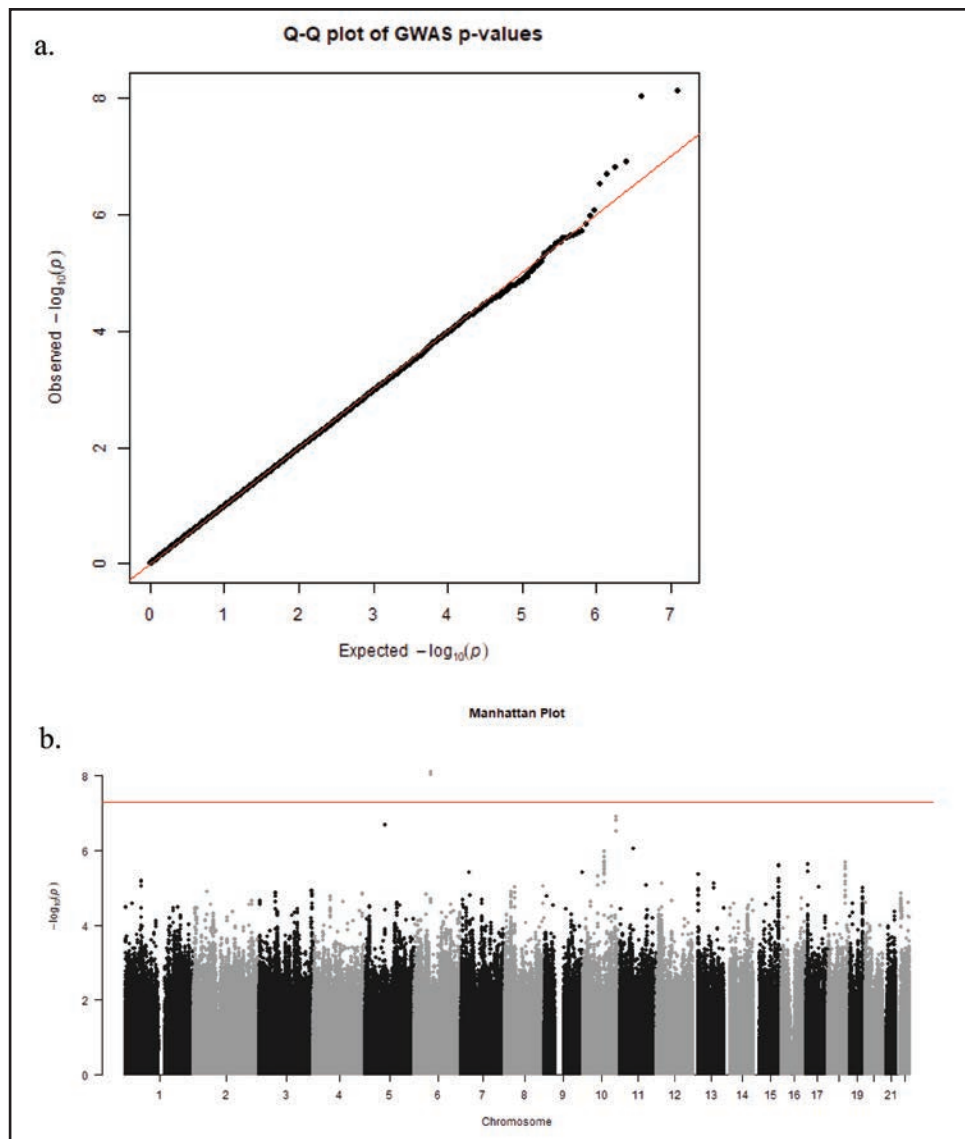 Q-Q plot of GWAS p-values
a.
8
6
4
2
0
Observed −log10(p)
0 1 2 3 4 5 6 7
Expected −log10(p)
Manhattan Plot
b.
8
6
4
2
0
−log10(p)
1 2 3 4 5 6 7 8 9 10 11 12 13 14 15 16 17 19 21
Chromosome